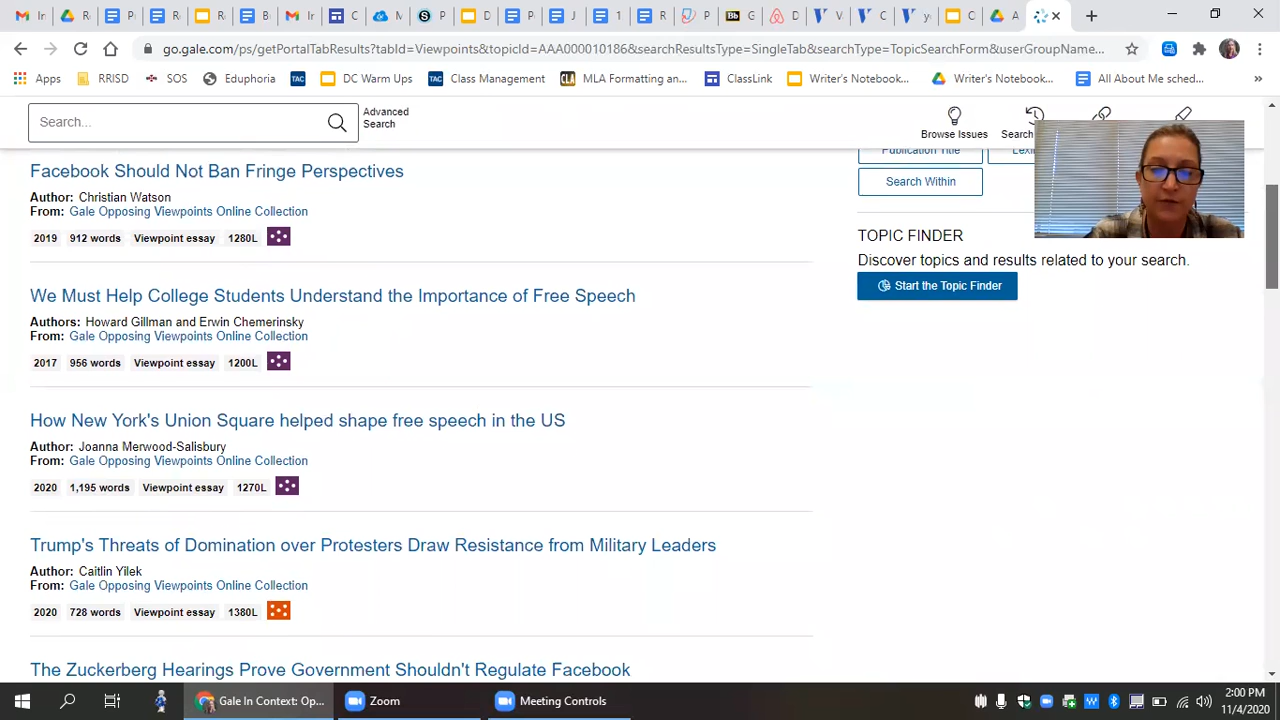 Ir
Re
P
Re
Re
B
Ir
C
M
P
D
P
J
1
R
P
G
D
V
C
y
C
A
C
go.gale.com/ps/getPortalTabResults?tabId=Viewpoints&topicId=AAA000010186&searchResultsType=SingleTab&searchType=TopicSearchForm&userGroupName...
Apps RRISD SOS Eduphoria DC Warm Ups Class Management MLA Formatting an... ClassLink Writer's Notebook... Writer's Notebook... All About Me sched... »
Search...
Advanced
Search
Browse Issues
Search
Facebook Should Not Ban Fringe Perspectives
Author: Christian Watson
From: Gale Opposing Viewpoints Online Collection
2019 912 words Viewpoint essay 1280L
We Must Help College Students Understand the Importance of Free Speech
Authors: Howard Gillman and Erwin Chemerinsky
From: Gale Opposing Viewpoints Online Collection
2017 956 words Viewpoint essay 1200L
How New York's Union Square helped shape free speech in the US
Author: Joanna Merwood-Salisbury
From: Gale Opposing Viewpoints Online Collection
2020 1,195 words Viewpoint essay 1270L
Trump's Threats of Domination over Protesters Draw Resistance from Military Leaders
Author: Caitlin Yilek
From: Gale Opposing Viewpoints Online Collection
2020 728 words Viewpoint essay 1380L
The Zuckerberg Hearings Prove Government Shouldn't Regulate Facebook
Publication Title
Search Within
TOPIC FINDER
Discover topics and results related to your search.
Start the Topic Finder
Gale In Context: Op...
Zoom
Meeting Controls
2:00 PM
11/4/2020